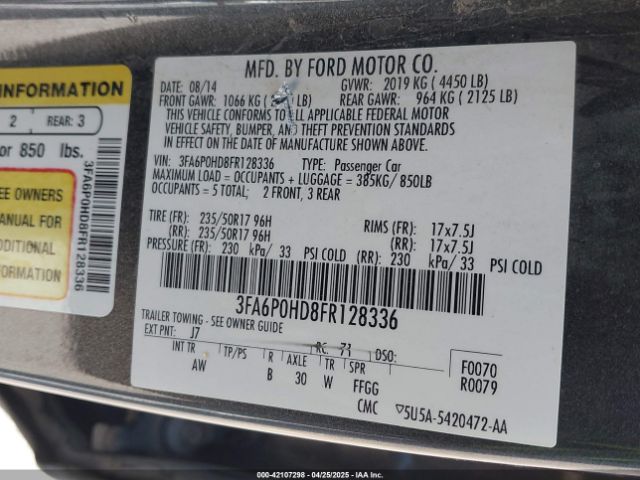 INFORMATION
2 REAR: 3
or 850 lbs.
SEE OWNERS
MANUAL FOR
ADDITIONAL
INFORMATION
3FA6P0HD8FR128336
MFD. BY FORD MOTOR CO.
DATE: 08/14 GVWR: 2019 KG ( 4450 LB)
FRONT GAWR: 1066 KG ( LB) REAR GAWR: 964 KG ( 2125 LB)
THIS VEHICLE CONFORMS TO ALL APPLICABLE FEDERAL MOTOR
VEHICLE SAFETY, BUMPER, AND THEFT PREVENTION STANDARDS
IN EFFECT ON THE DATE OF MANUFACTURE SHOWN ABOVE.
VIN: 3FA6P0HD8FR128336 TYPE: Passenger Car
MAXIMUM LOAD = OCCUPANTS + LUGGAGE = 385KG/850LB
OCCUPANTS = 5 TOTAL; 2 FRONT, 3 REAR
TIRE (FR): 235/50R17 96H RIMS (FR): 17x7.5J
(RR): 235/50R17 96H (RR): 17x7.5J
PRESSURE (FR): 230 kPa/ 33 PSI COLD (RR): 230 kPa/ 33 PSI COLD
3FA6P0HD8FR128336
TRAILER TOWING - SEE OWNER GUIDE
EXT PNT: J7 RC: 71 DSO: F0070
INT TR TP/PS R AXLE TR SPR R0079
AW B 30 W FFGG
CMC ▽5U5A-5420472-AA
000-42107298 - 04/25/2025 - IAA Inc.